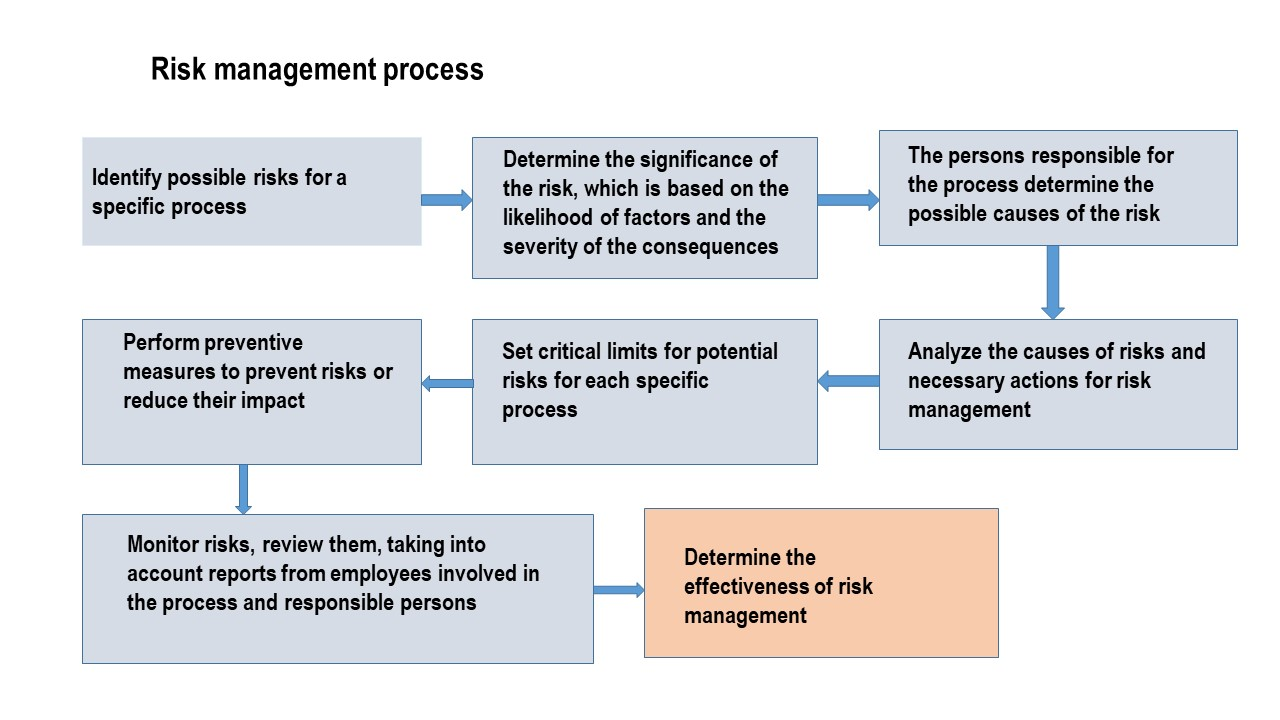 Risk management process
Identify possible risks for a
specific process
Determine the significance of
the risk, which is based on the
likelihood of factors and the
severity of the consequences
The persons responsible for
the process determine the
possible causes of the risk
Analyze the causes of risks and
necessary actions for risk
management
Set critical limits for potential
risks for each specific
process
Perform preventive
measures to prevent risks or
reduce their impact
Monitor risks, review them, taking into
account reports from employees involved in
the process and responsible persons
Determine the
effectiveness of risk
management